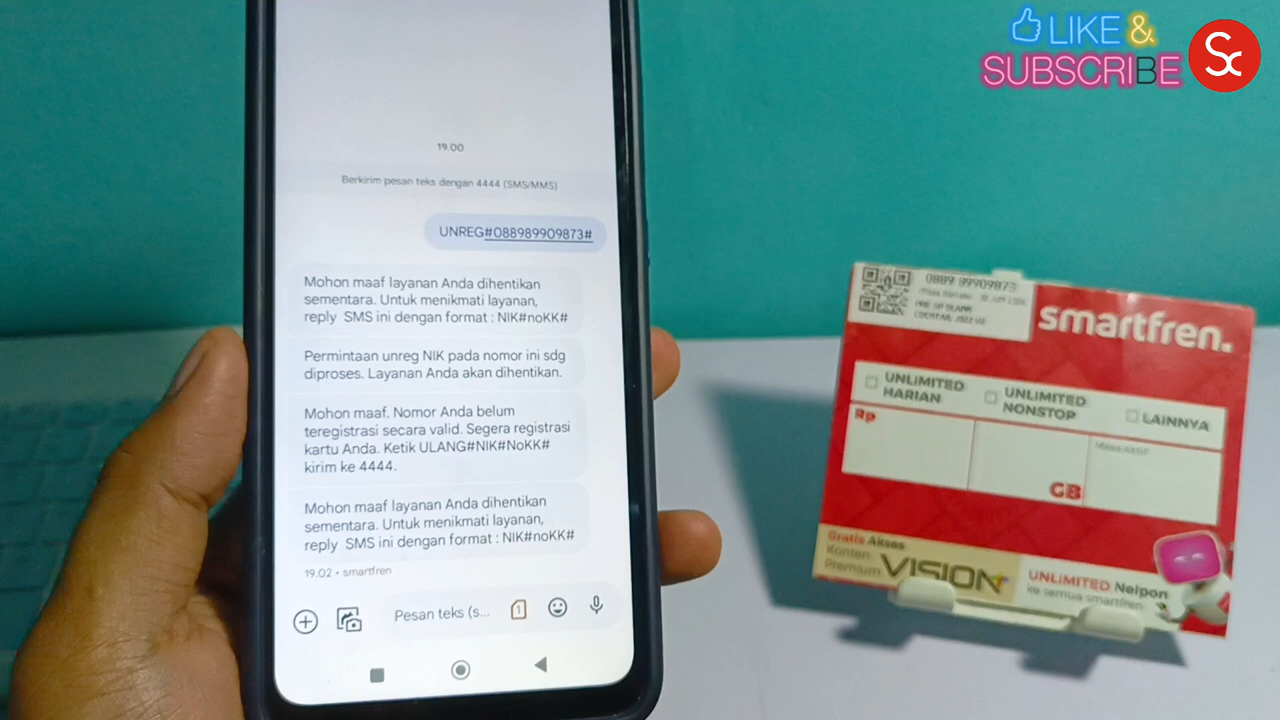 LIKE &
SUBSCRIBE
19.00
Berkirim pesan teks dengan 4444 (SMS/MMS)
UNREG#088989909873#
Mohon maaf layanan Anda dihentikan
sementara. Untuk menikmati layanan,
reply SMS ini dengan format : NIK#noKK#
Permintaan unreg NIK pada nomor ini sdg
diproses. Layanan Anda akan dihentikan.
Mohon maaf. Nomor Anda belum
teregistrasi secara valid. Segera registrasi
kartu Anda. Ketik ULANG#NIK#NoKK#
kirim ke 4444.
Mohon maaf layanan Anda dihentikan
sementara. Untuk menikmati layanan,
reply SMS ini dengan format : NIK#noKK#
19.02 • smartfren
Pesan teks (s...
1
0889 89909873
smartfren.
UNLIMITED
HARIAN
UNLIMITED
NONSTOP
LAINNYA
Rp
GB
Gratis Akses
Konten
Premium
VISION+
UNLIMITED Nelpon
ke semua smartfren